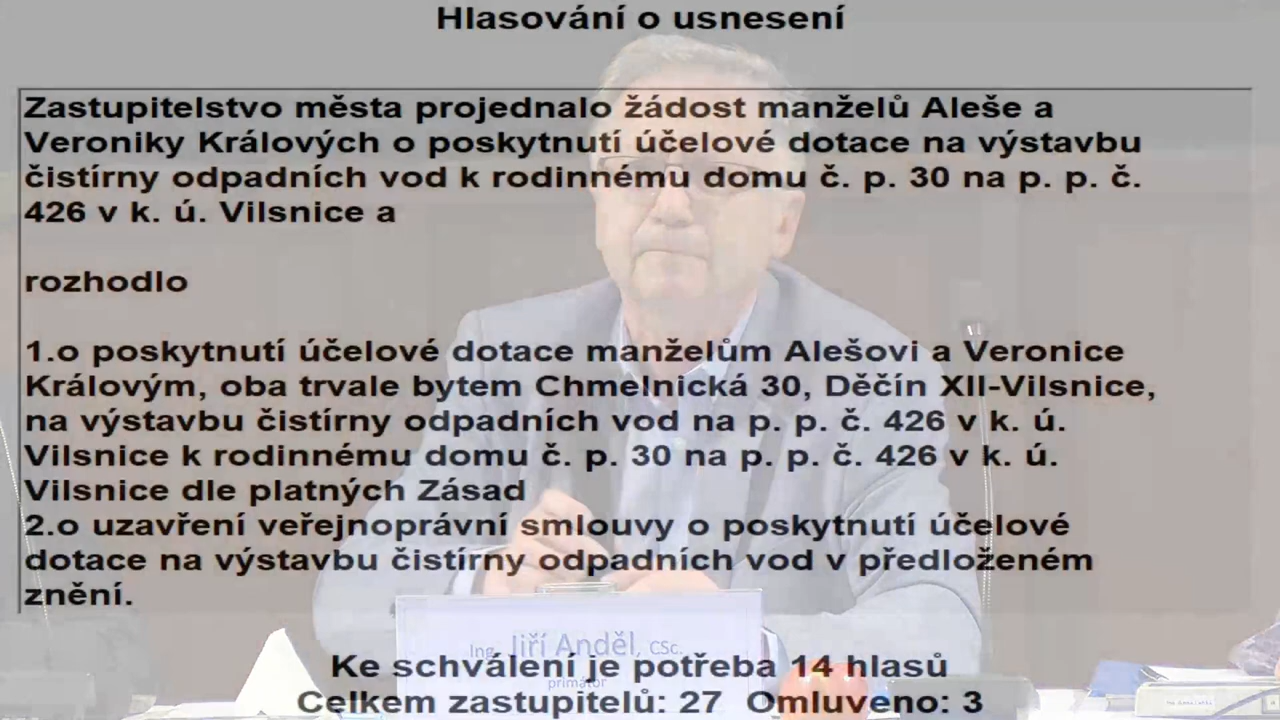 Hlasování o usnesení
Zastupitelstvo města projednalo žádost manželů Aleše a
Veroniky Králových o poskytnutí účelové dotace na výstavbu
čistírny odpadních vod k rodinnému domu č. p. 30 na p. p. č.
426 v k. ú. Vilsnice a
rozhodlo
1.o poskytnutí účelové dotace manželům Alešovi a Veronice
Královým, oba trvale bytem Chmelnická 30, Děčín XII-Vilsnice,
na výstavbu čistírny odpadních vod na p. p. č. 426 v k. ú.
Vilsnice k rodinnému domu č. p. 30 na p. p. č. 426 v k. ú.
Vilsnice dle platných Zásad
2.o uzavření veřejnoprávní smlouvy o poskytnutí účelové
dotace na výstavbu čistírny odpadních vod v předloženém
znění.
Ing. Jiří Anděl, CSc.
primátor
Ke schválení je potřeba 14 hlasů
Celkem zastupitelů: 27 Omluveno: 3